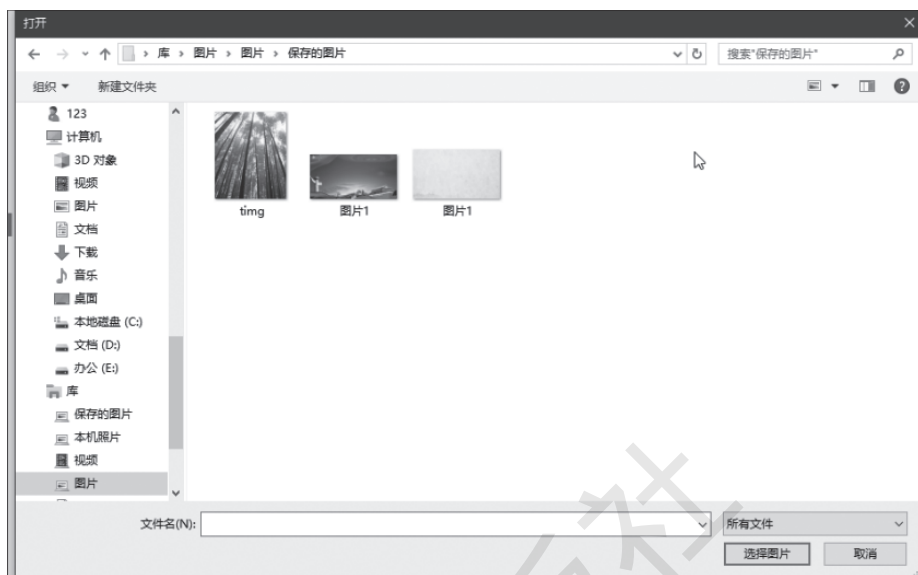 打开
库 › 图片 › 图片 › 保存的图片
搜索"保存的图片"
组织
新建文件夹
123
计算机
3D 对象
视频
图片
文档
下载
音乐
桌面
本地磁盘 (C:)
文档 (D:)
办公 (E:)
库
保存的图片
本机照片
视频
图片
timg
图片1
图片1
文件名(N):
所有文件
选择图片
取消